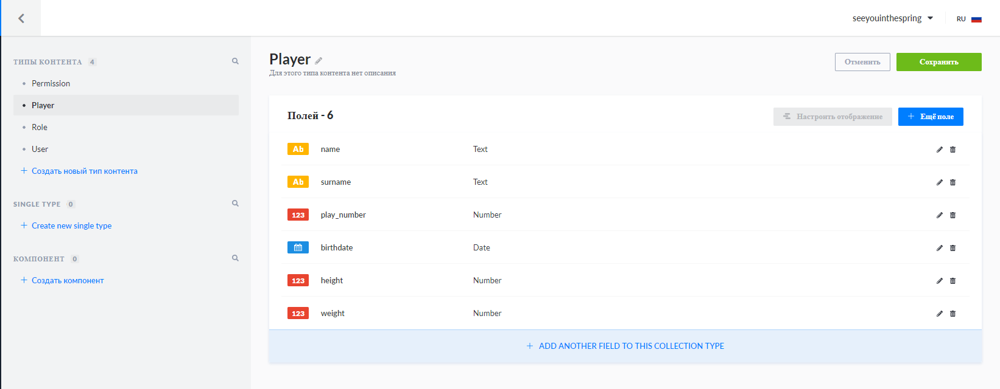 seeyouinthespring
RU
ТИПЫ КОНТЕНТА 4
Permission
Player
Role
User
Создать новый тип контента
SINGLE TYPE 0
Create new single type
КОМПОНЕНТ 0
Создать компонент
Player
Для этого типа контента нет описания
Отменить
Сохранить
Полей - 6
Настроить отображение
Ещё поле
Ab name Text
Ab surname Text
123 play_number Number
birthdate Date
123 height Number
123 weight Number
ADD ANOTHER FIELD TO THIS COLLECTION TYPE